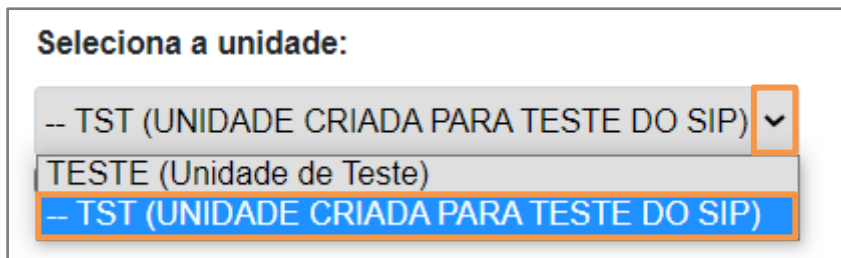 Seleciona a unidade:
-- TST (UNIDADE CRIADA PARA TESTE DO SIP)
TESTE (Unidade de Teste)
-- TST (UNIDADE CRIADA PARA TESTE DO SIP)